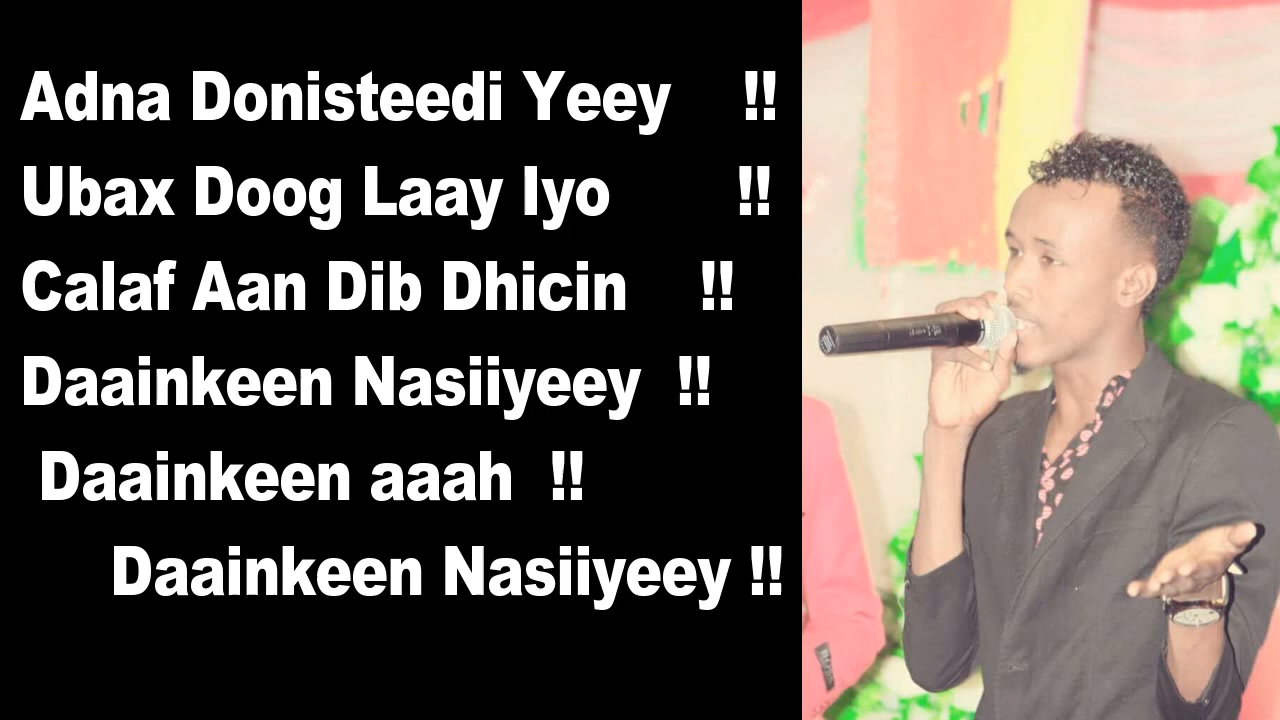 Adna Donisteedi Yeey !!
Ubax Doog Laay Iyo !!
Calaf Aan Dib Dhicin !!
Daainkeen Nasiiyeey !!
Daainkeen aaah !!
Daainkeen Nasiiyeey !!